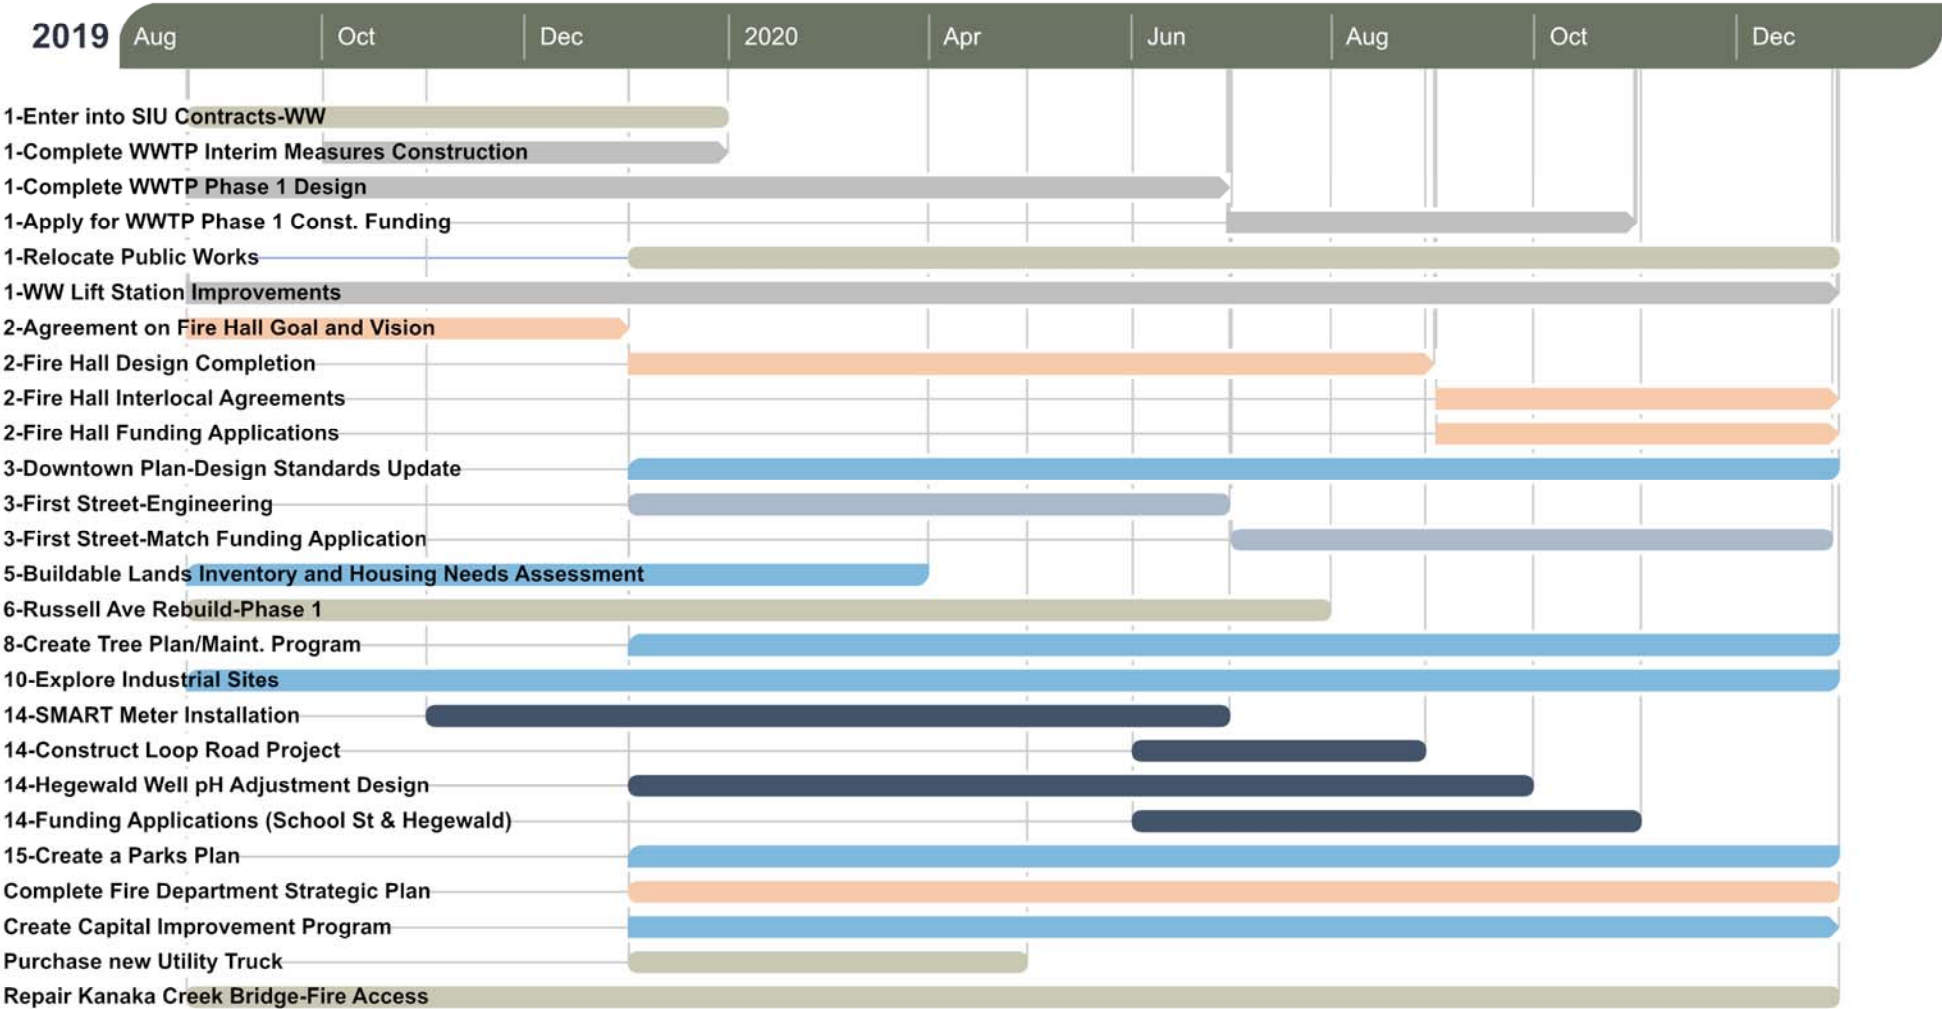 2019 Aug Oct Dec 2020 Apr Jun Aug Oct Dec
1-Enter into SIU Contracts-WW
1-Complete WWTP Interim Measures Construction
1-Complete WWTP Phase 1 Design
1-Apply for WWTP Phase 1 Const. Funding
1-Relocate Public Works
1-WW Lift Station Improvements
2-Agreement on Fire Hall Goal and Vision
2-Fire Hall Design Completion
2-Fire Hall Interlocal Agreements
2-Fire Hall Funding Applications
3-Downtown Plan-Design Standards Update
3-First Street-Engineering
3-First Street-Match Funding Application
5-Buildable Lands Inventory and Housing Needs Assessment
6-Russell Ave Rebuild-Phase 1
8-Create Tree Plan/Maint. Program
10-Explore Industrial Sites
14-SMART Meter Installation
14-Construct Loop Road Project
14-Hegewald Well pH Adjustment Design
14-Funding Applications (School St & Hegewald)
15-Create a Parks Plan
Complete Fire Department Strategic Plan
Create Capital Improvement Program
Purchase new Utility Truck
Repair Kanaka Creek Bridge-Fire Access